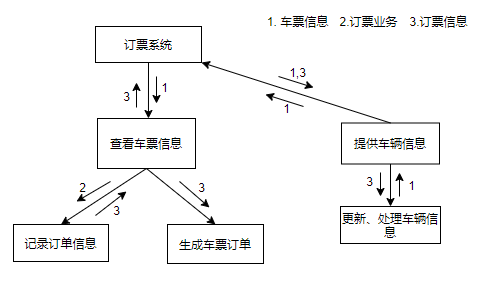 1. 车票信息 2.订票业务 3.订票信息
订票系统
1,3
1
3
1
查看车票信息
提供车辆信息
2
3
3
3
1
记录订单信息
生成车票订单
更新、处理车辆信
息